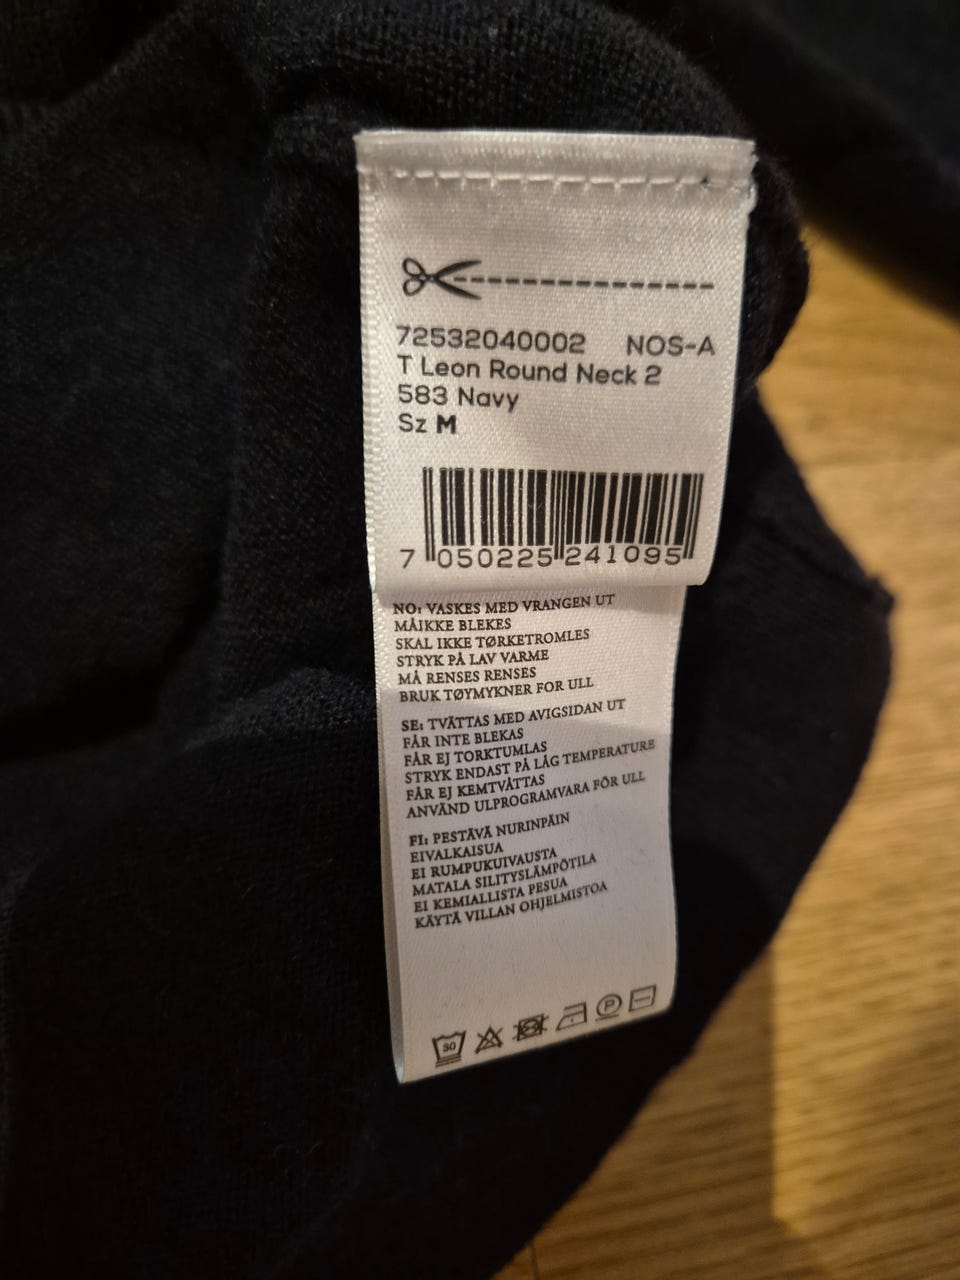 72532040002 NOS-A
T Leon Round Neck 2
583 Navy
Sz M
7 050225 241095
NO: VASKES MED VRANGEN UT
MÅIKKE BLEKES
SKAL IKKE TØRKETROMLES
STRYK PÅ LAV VARME
MÅ RENSES RENSES
BRUK TØYMYKNER FOR ULL
SE: TVÄTTAS MED AVIGSIDAN UT
FÅR INTE BLEKAS
FÅR EJ TORKTUMLAS
STRYK ENDAST PÅ LÅG TEMPERATURE
FÅR EJ KEMTVÄTTAS
ANVÄND ULPROGRAMVARA FÖR ULL
FI: PESTÄVÄ NURINPÄIN
EIVALKAISUA
EI RUMPUKUIVAUSTA
MATALA SILITYSLÄMPÖTILA
EI KEMIALLISTA PESUA
KÄYTÄ VILLAN OHJELMISTOA
30 P